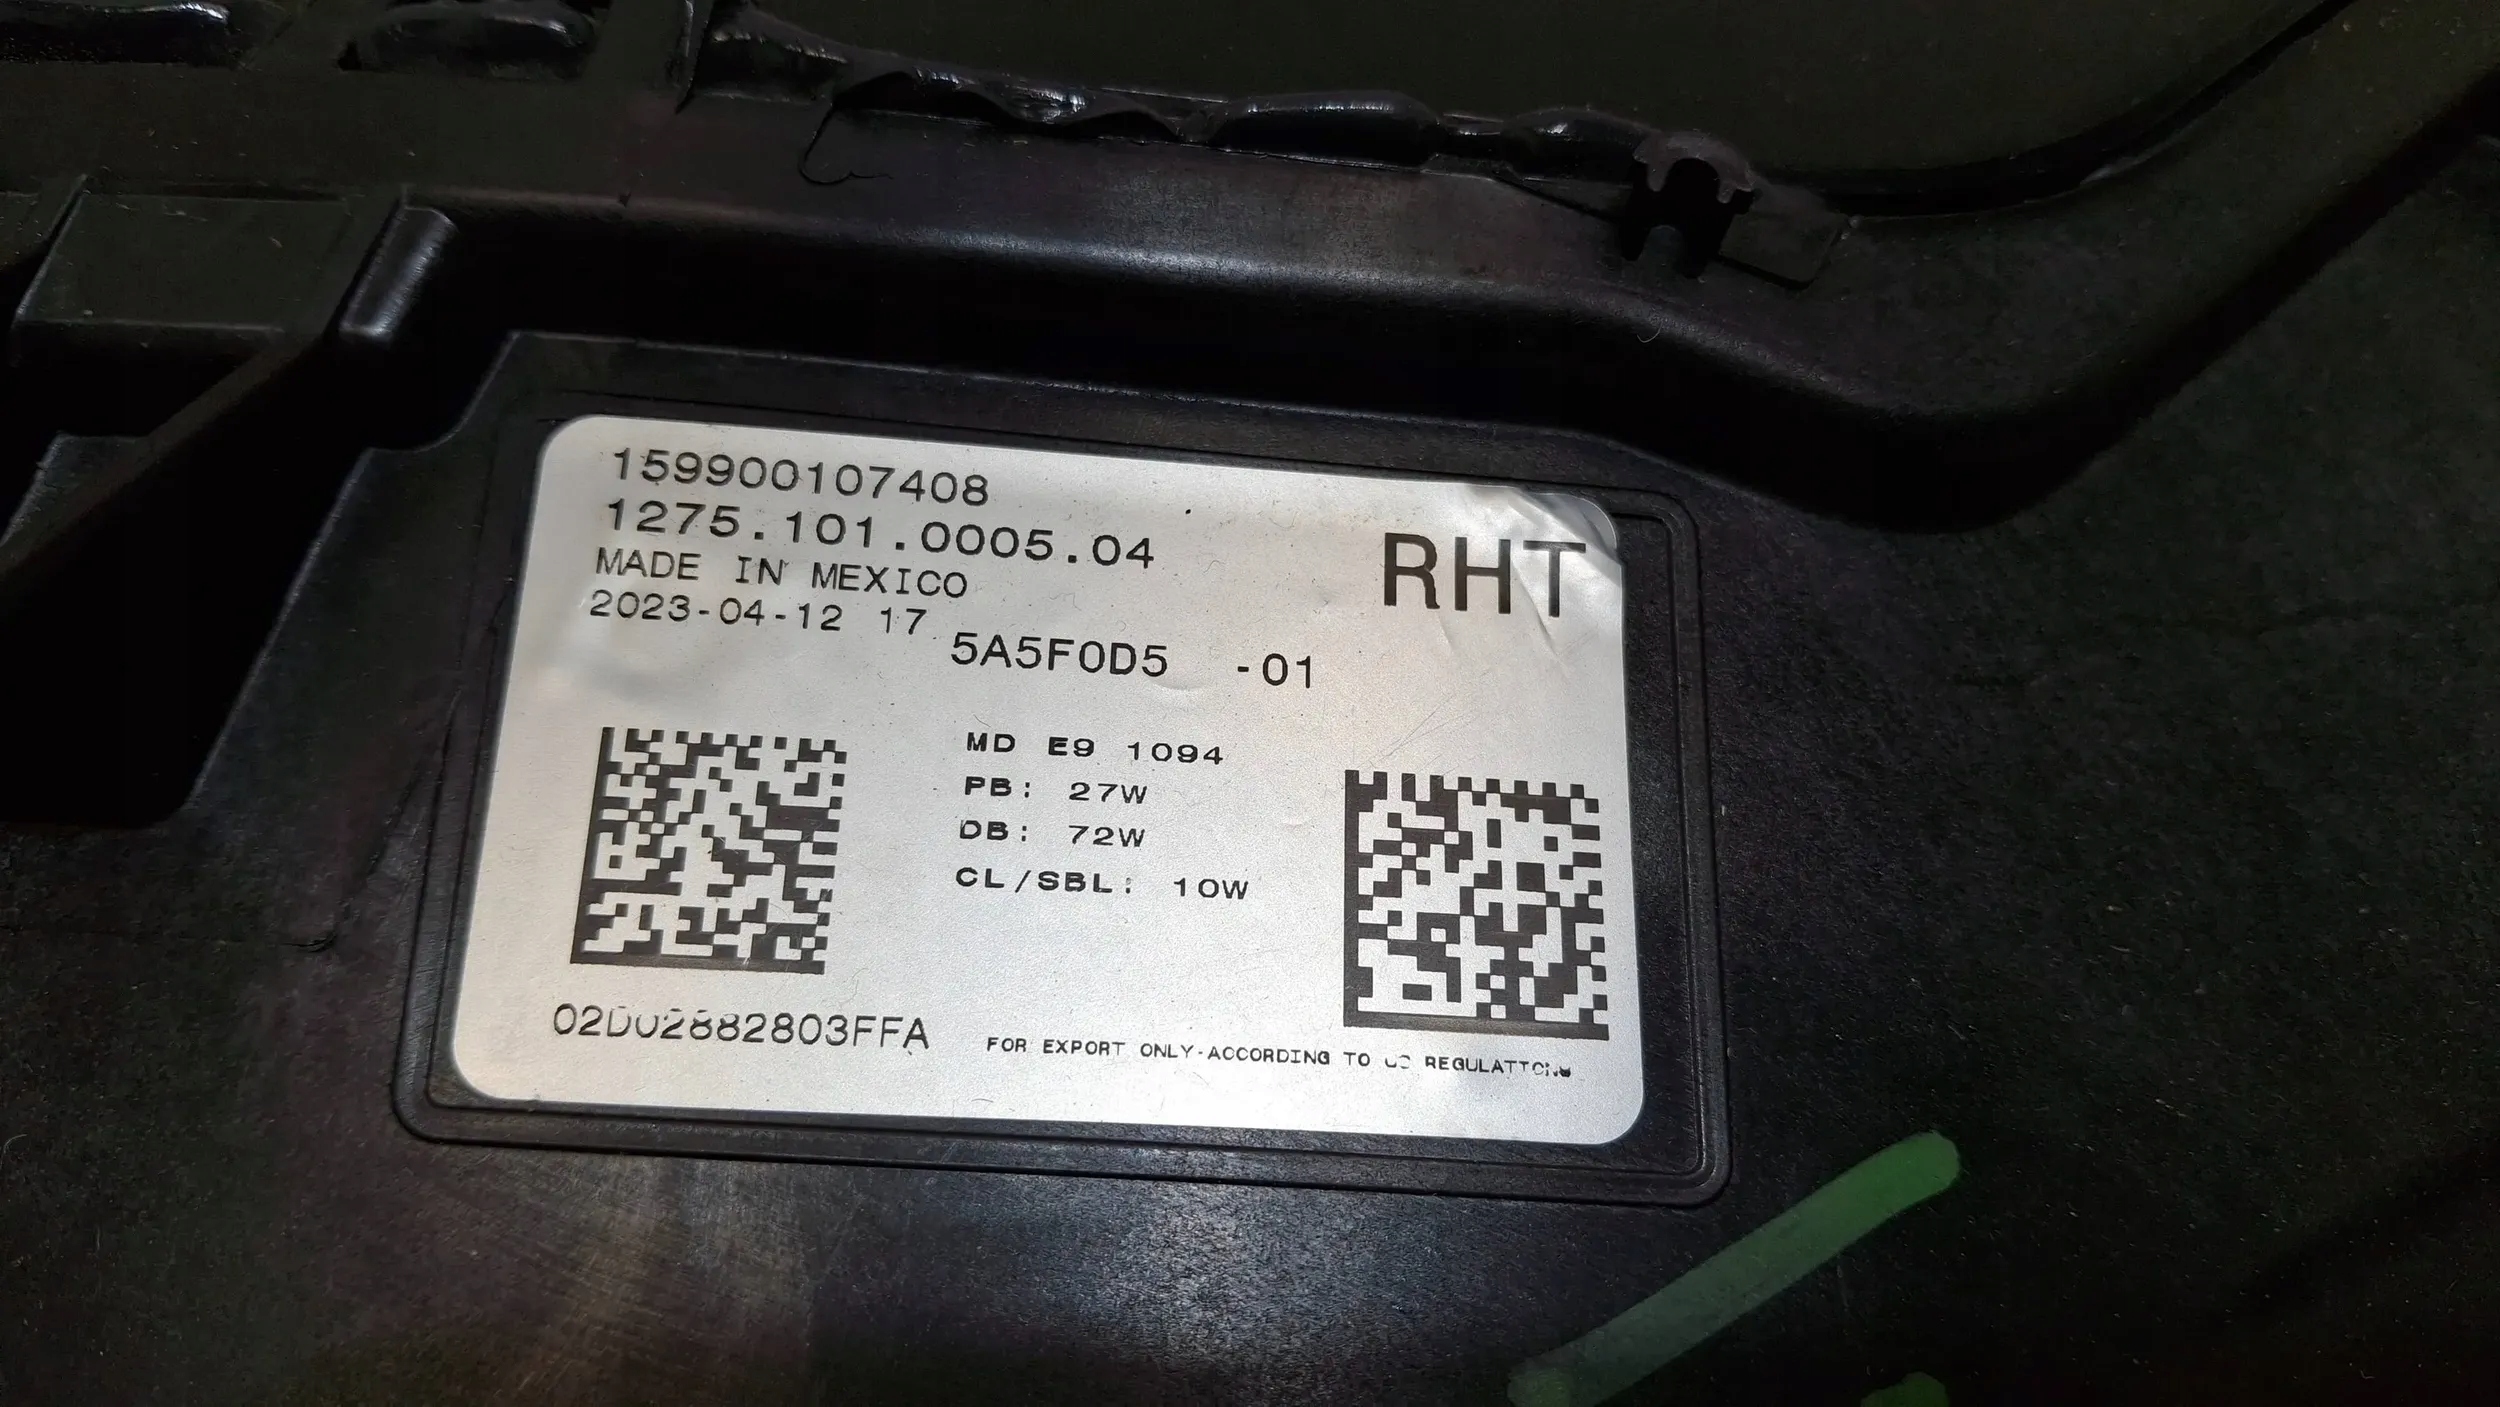 159900107408
1275.101.0005.04
MADE IN MEXICO
2023-04-12 17
RHT
5A5F0D5 -01
MD E9 1094
PB: 27W
DB: 72W
CL/SBL: 10W
02D02882803FFA
FOR EXPORT ONLY-ACCORDING TO REGULATIONS